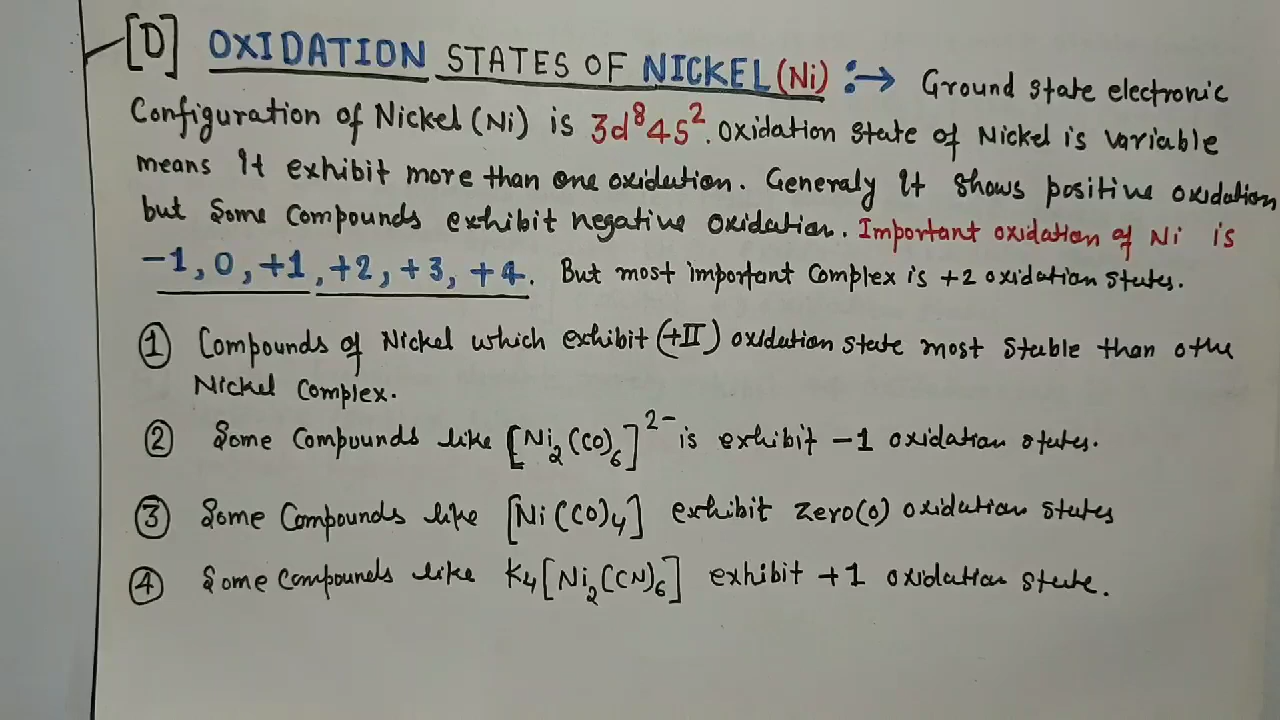 [D] OXIDATION STATES OF NICKEL (Ni) :→ Ground state electronic
Configuration of Nickel (Ni) is 3d⁸4s². Oxidation state of Nickel is variable
means It exhibit more than one oxidation. Generaly It shows positive oxidation
but some compounds exhibit negative oxidation. Important oxidation of Ni is
-1, 0, +1, +2, +3, +4. But most important complex is +2 oxidation states.
① Compounds of Nickel which exhibit (+II) oxidation state most stable than othe
Nickel complex.
② Some Compounds like [Ni₂(CO)₆]²⁻ is exhibit -1 oxidation states.
③ Some Compounds like [Ni(CO)₄] exhibit zero(0) oxidation states
④ Some compounds like K₄[Ni₂(CN)₆] exhibit +1 oxidation state.